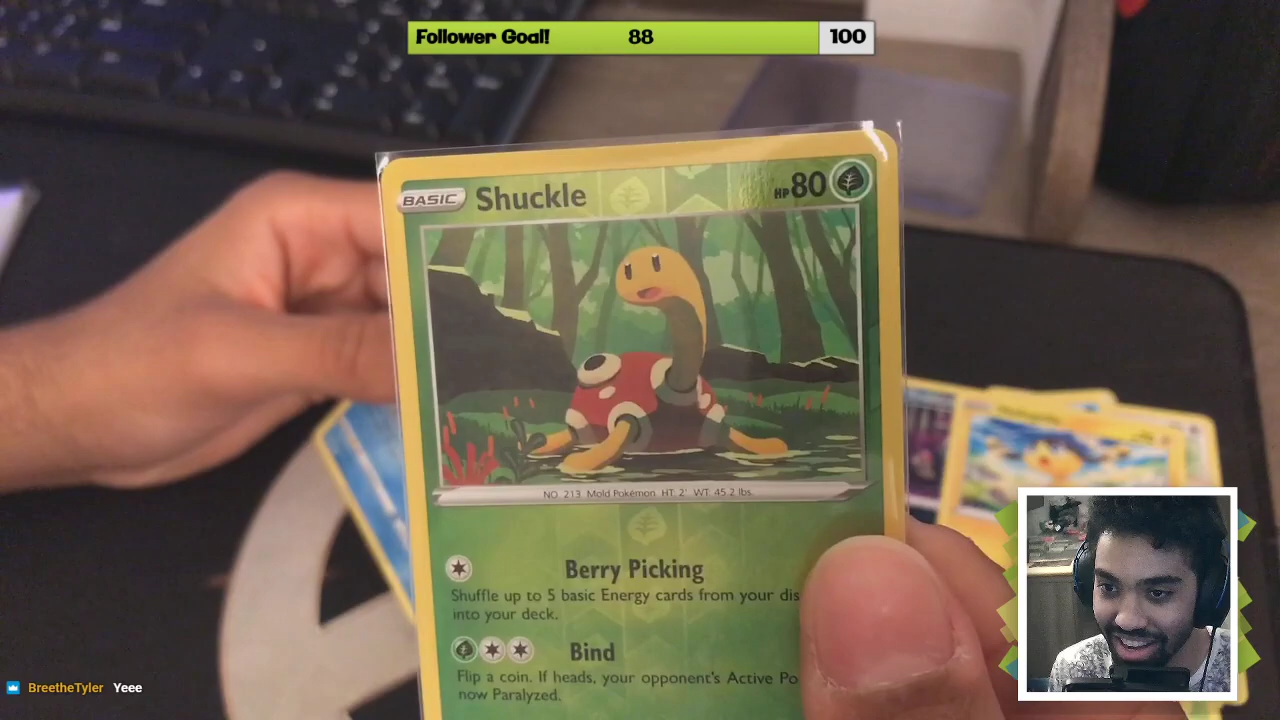 Follower Goal! 88 100
BASIC Shuckle HP 80
NO. 213 Mold Pokémon HT: 2' WT: 45.2 lbs.
Berry Picking
Shuffle up to 5 basic Energy cards from your dis
into your deck.
Bind
Flip a coin. If heads, your opponent's Active Po
now Paralyzed.
BreetheTyler Yeee